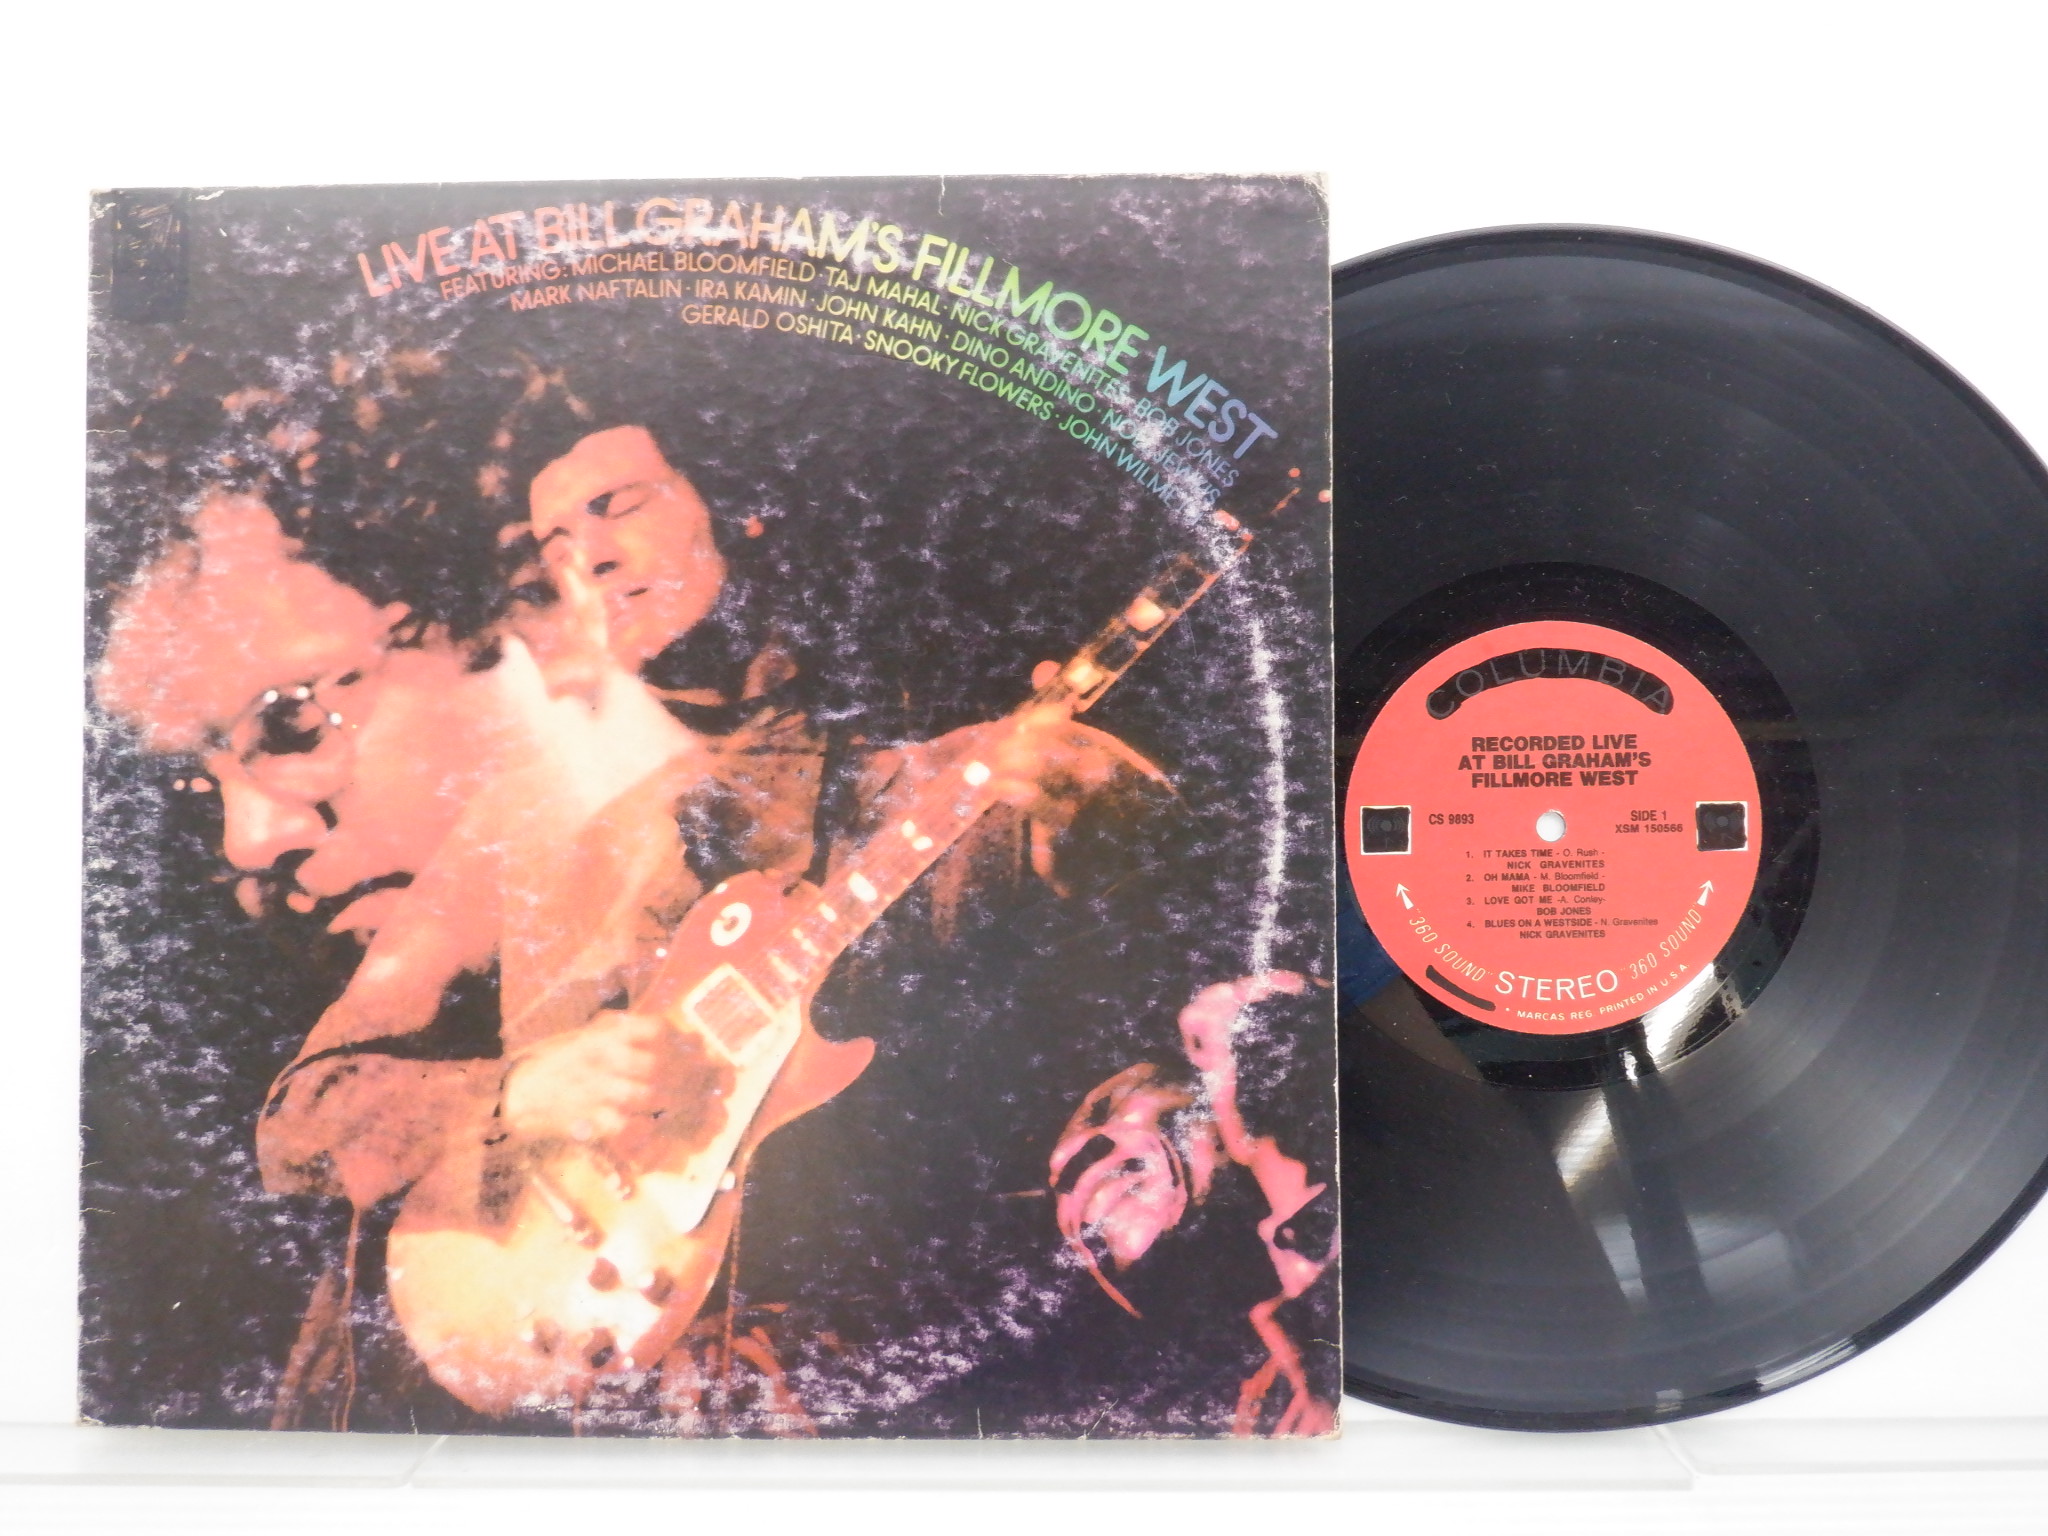 LIVE AT BILL GRAHAM'S FILLMORE WEST
FEATURING: MICHAEL BLOOMFIELD · TAJ MAHAL · NICK GRAVENITES · BOB JONES
MARK NAFTALIN · IRA KAMIN · JOHN KAHN · DINO ANDINO · NOEL JEWKIS
GERALD OSHITA · SNOOKY FLOWERS · JOHN
COLUMBIA
RECORDED LIVE
AT BILL GRAHAM'S
FILLMORE WEST
CS 9893
SIDE 1
XSM 150566
1. IT TAKES TIME - O. Rush -
NICK GRAVENITES
2. OH MAMA - M. Bloomfield -
MIKE BLOOMFIELD
3. LOVE GOT ME -A. Conley-
BOB JONES
4. BLUES ON A WESTSIDE - N. Gravenites
NICK GRAVENITES
"360 SOUND" STEREO "360 SOUND"
MARCAS REG. PRINTED IN U.S.A.